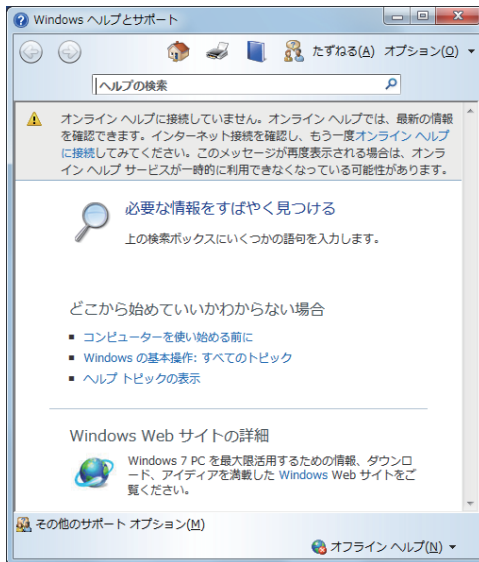 Windows ヘルプとサポート
たずねる(A) オプション(O)
ヘルプの検索
オンライン ヘルプに接続していません。オンライン ヘルプでは、最新の情報
を確認できます。インターネット接続を確認し、もう一度オンライン ヘルプ
に接続してみてください。このメッセージが再度表示される場合は、オンラ
イン ヘルプ サービスが一時的に利用できなくなっている可能性があります。
必要な情報をすばやく見つける
上の検索ボックスにいくつかの語句を入力します。
どこから始めていいかわからない場合
コンピューターを使い始める前に
Windows の基本操作: すべてのトピック
ヘルプ トピックの表示
Windows Web サイトの詳細
Windows 7 PC を最大限活用するための情報、ダウンロ
ード、アイディアを満載した Windows Web サイトをご
覧ください。
その他のサポート オプション(M)
オフライン ヘルプ(N)